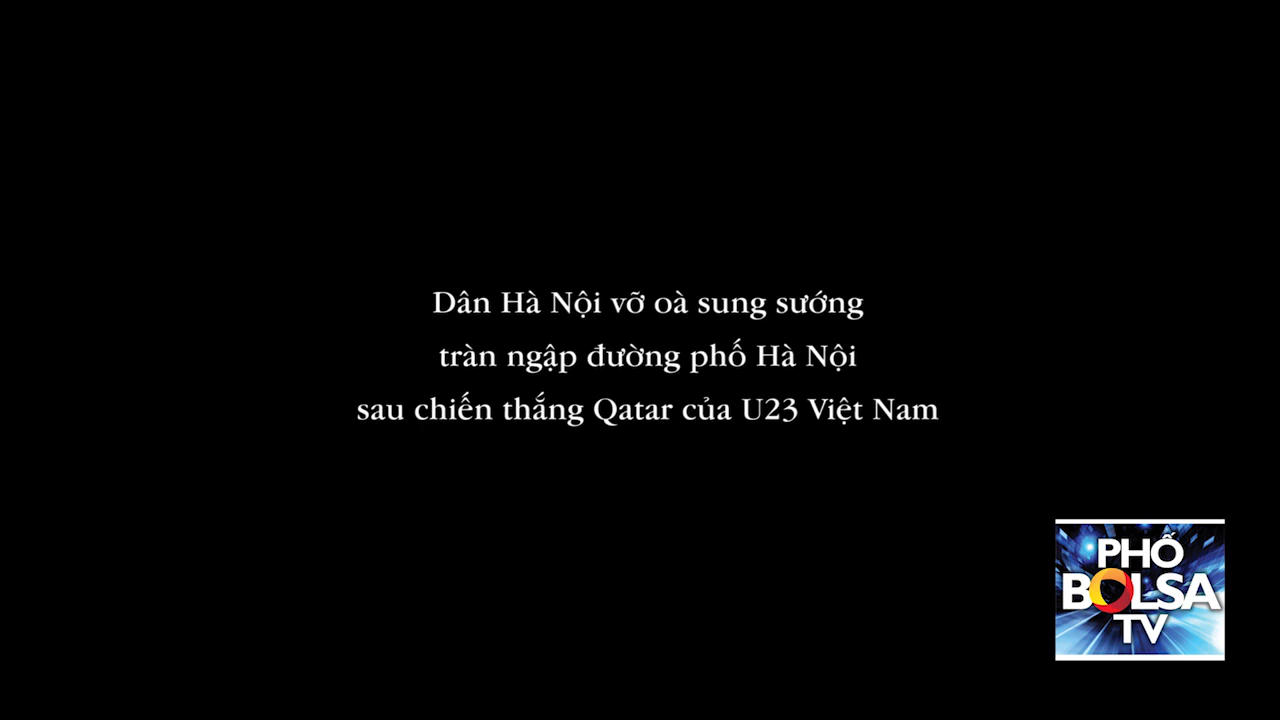 Dân Hà Nội vỡ oà sung sướng
tràn ngập đường phố Hà Nội
sau chiến thắng Qatar của U23 Việt Nam
PHỐ
BOLSA
TV